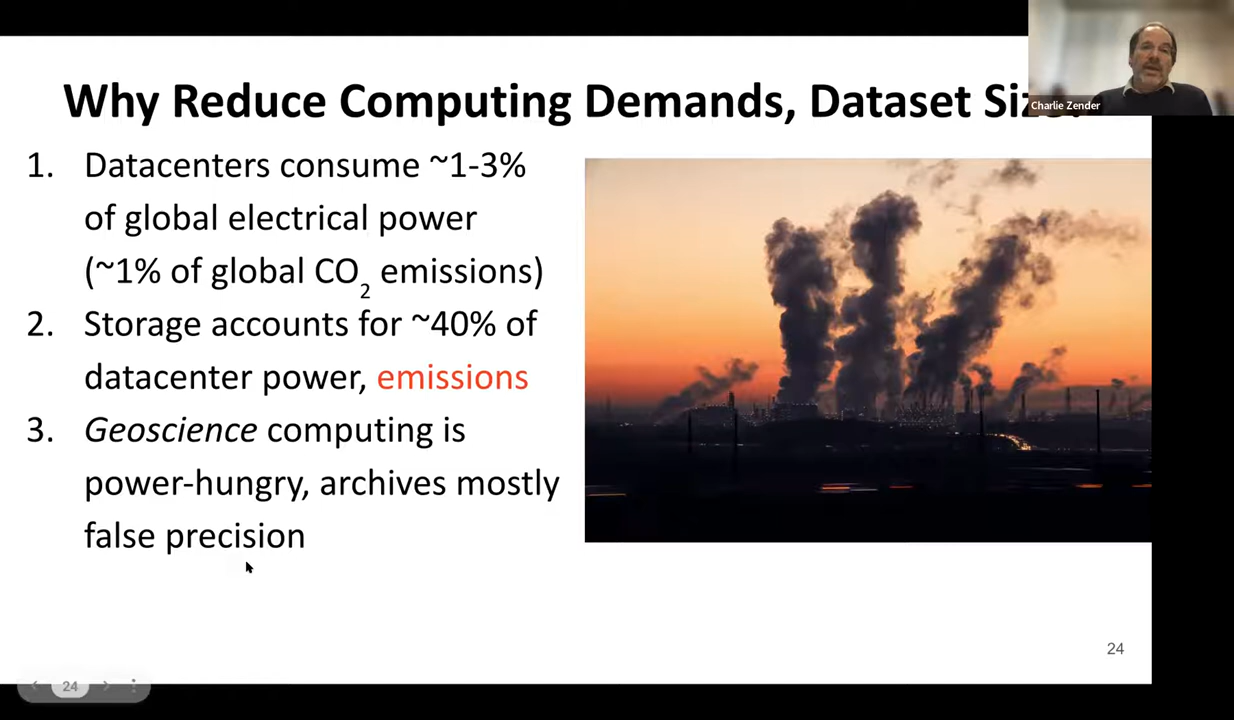 Why Reduce Computing Demands, Dataset
Charlie Zender
1. Datacenters consume ~1-3%
of global electrical power
(~1% of global CO2 emissions)
2. Storage accounts for ~40% of
datacenter power, emissions
3. Geoscience computing is
power-hungry, archives mostly
false precision
24
24